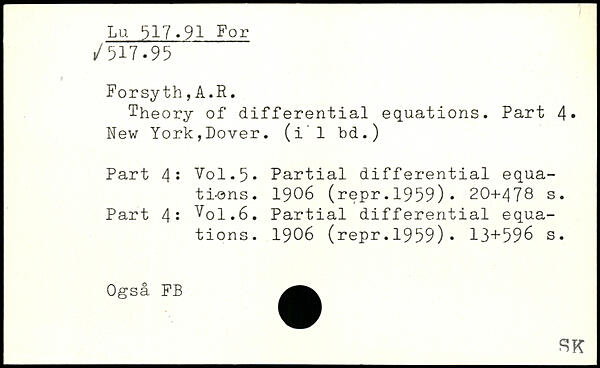 Lu 517.91 For
√517.95
Forsyth,A.R.
Theory of differential equations. Part 4.
New York,Dover. (i 1 bd.)
Part 4: Vol.5. Partial differential equa-
tions. 1906 (repr.1959). 20+478 s.
Part 4: Vol.6. Partial differential equa-
tions. 1906 (repr.1959). 13+596 s.
Også FB
SK